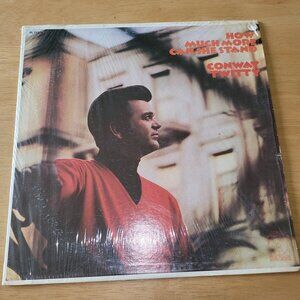 HOW
MUCH MORE
CAN SHE STAND
CONWAY
TWITTY